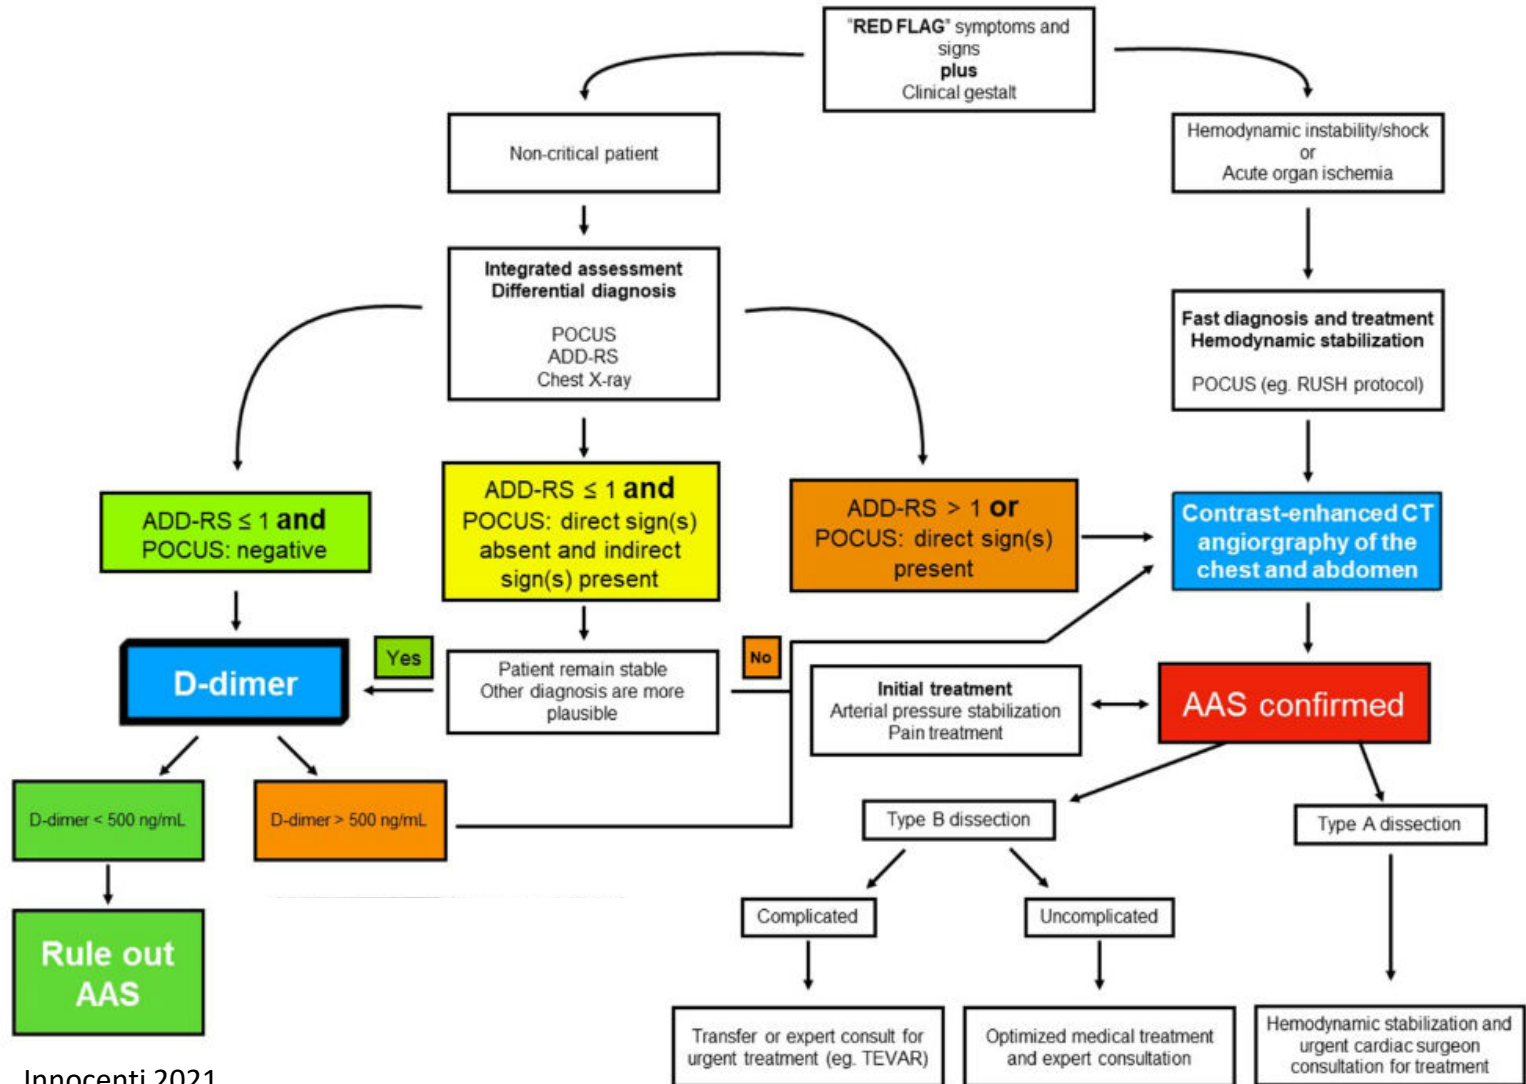 "RED FLAG" symptoms and
signs
plus
Clinical gestalt
Non-critical patient
Hemodynamic instability/shock
or
Acute organ ischemia
Integrated assessment
Differential diagnosis
POCUS
ADD-RS
Chest X-ray
Fast diagnosis and treatment
Hemodynamic stabilization
POCUS (eg. RUSH protocol)
ADD-RS ≤ 1 and
POCUS: negative
ADD-RS ≤ 1 and
POCUS: direct sign(s)
absent and indirect
sign(s) present
ADD-RS > 1 or
POCUS: direct sign(s)
present
Contrast-enhanced CT
angiorgraphy of the
chest and abdomen
D-dimer
Yes
Patient remain stable
Other diagnosis are more
plausible
No
Initial treatment
Arterial pressure stabilization
Pain treatment
AAS confirmed
D-dimer < 500 ng/mL
D-dimer > 500 ng/mL
Type B dissection
Type A dissection
Rule out
AAS
Complicated
Uncomplicated
Transfer or expert consult for
urgent treatment (eg. TEVAR)
Optimized medical treatment
and expert consultation
Hemodynamic stabilization and
urgent cardiac surgeon
consultation for treatment
Innocenti 2021